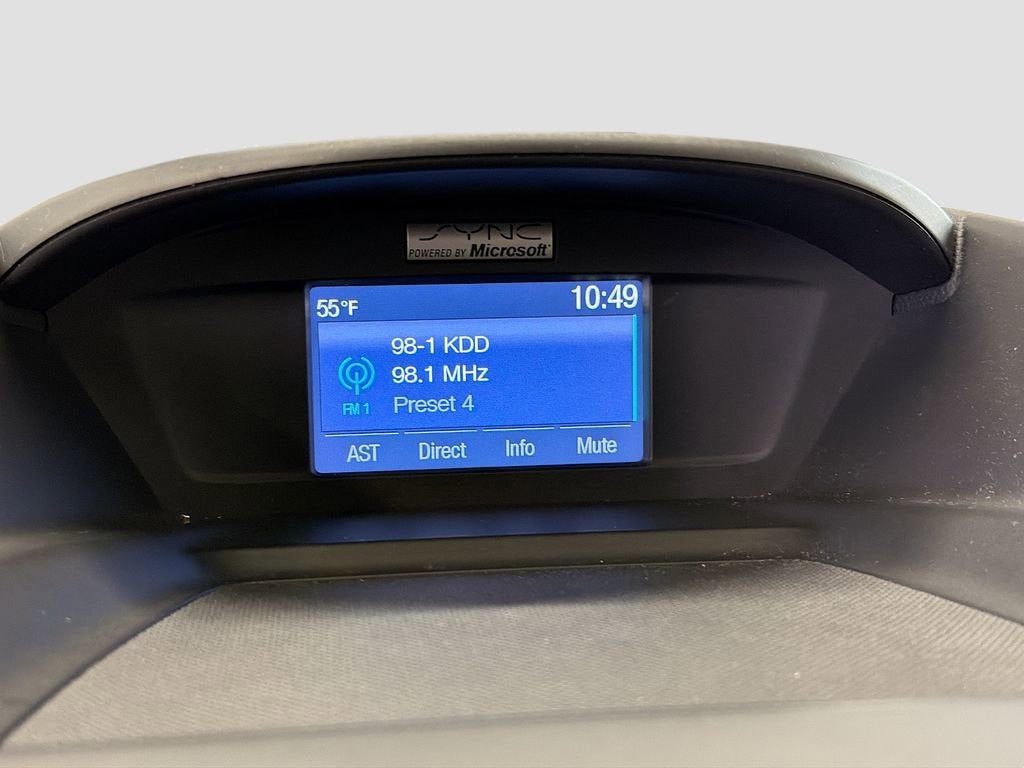 SYNC
POWERED BY Microsoft
55°F 10:49
98-1 KDD
98.1 MHz
FM 1
Preset 4
AST Direct Info Mute